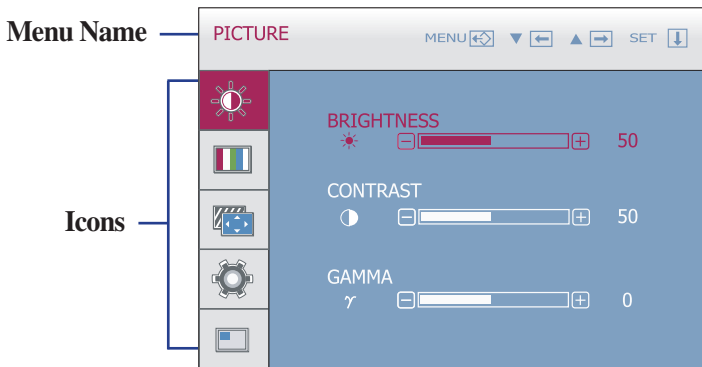 Menu Name
PICTURE MENU SET
BRIGHTNESS
50
CONTRAST
50
GAMMA
γ 0
Icons